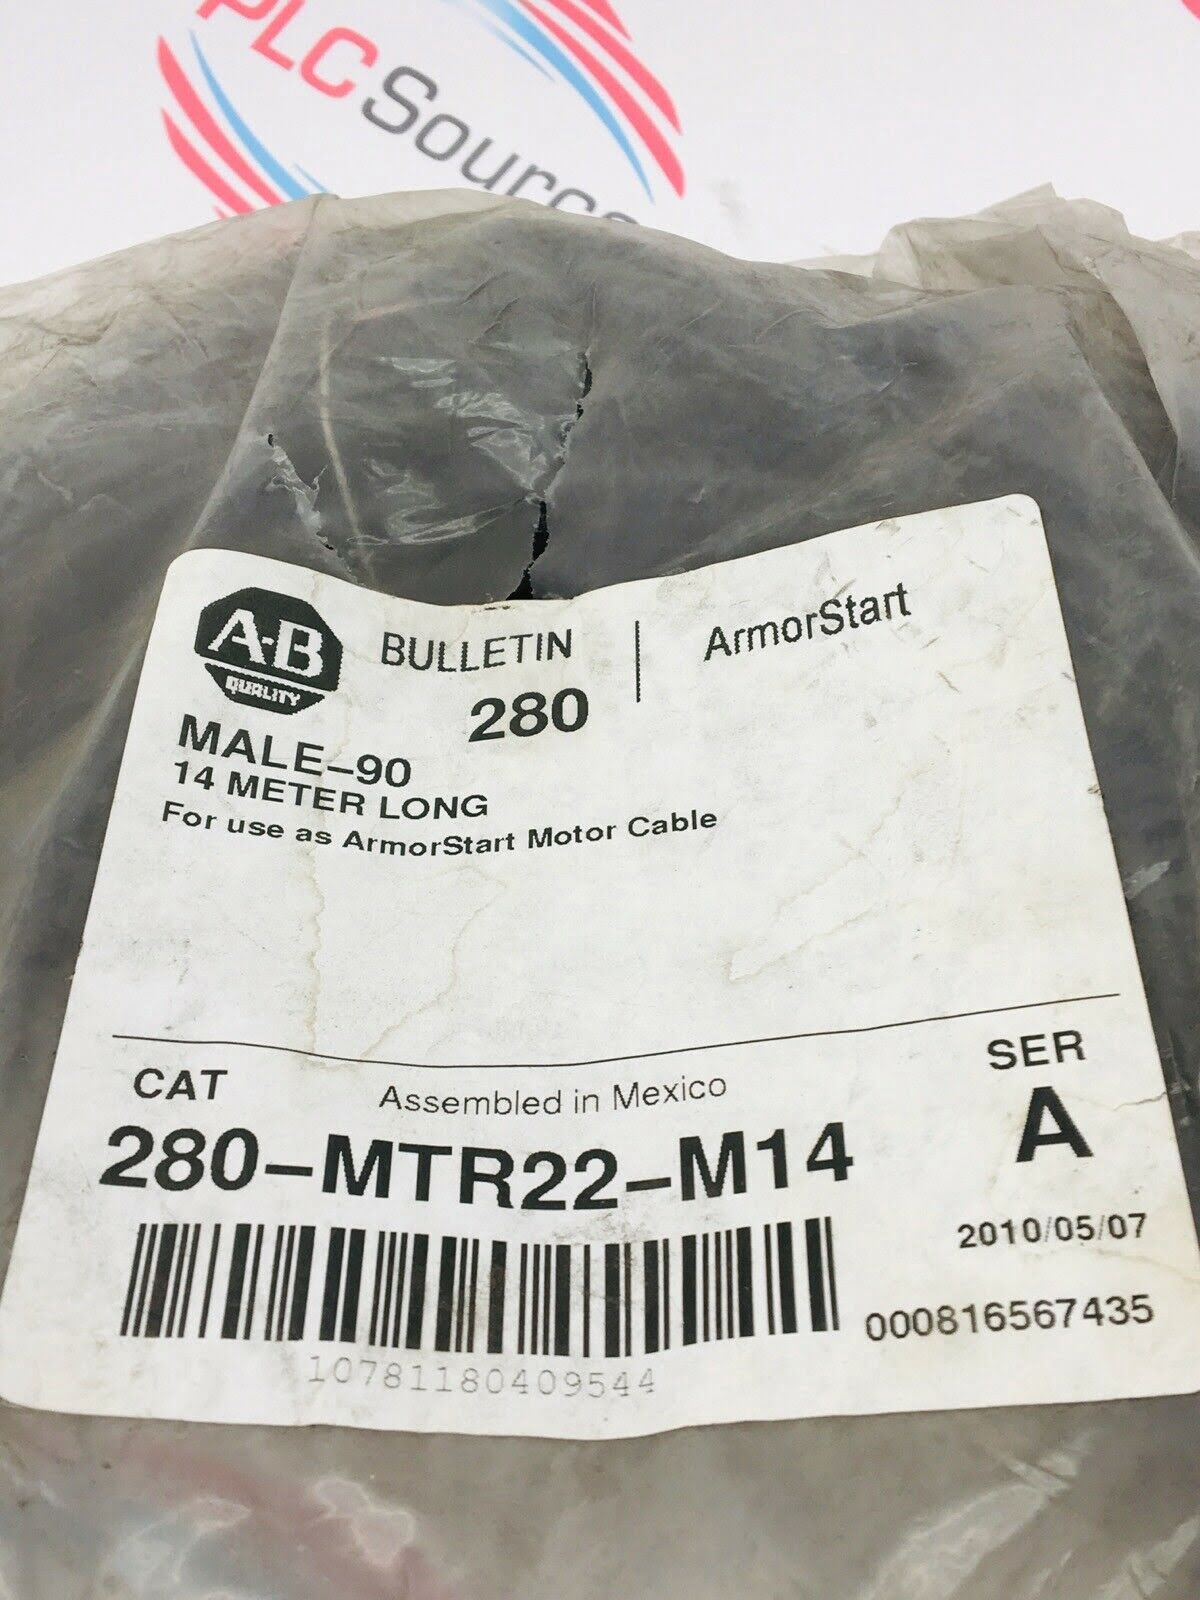 PLC Source
A-B
QUALITY
BULLETIN
280
ArmorStart
MALE-90
14 METER LONG
For use as ArmorStart Motor Cable
CAT
Assembled in Mexico
SER
280-MTR22-M14
A
2010/05/07
000816567435
10781180409544